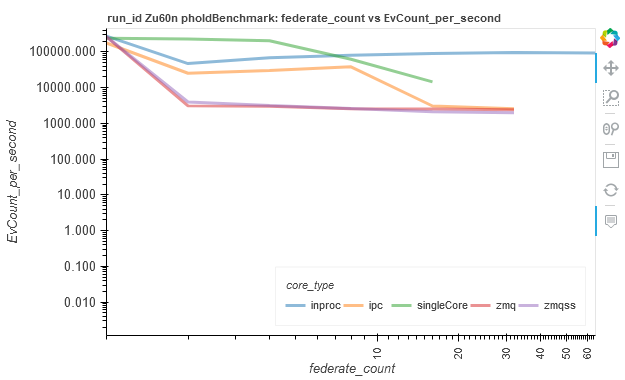 run_id Zu60n pholdBenchmark: federate_count vs EvCount_per_second
EvCount_per_second
100000.000
10000.000
1000.000
100.000
10.000
1.000
0.100
0.010
core_type
inproc ipc singleCore zmq zmqss
10 20 30 40 50 60
federate_count